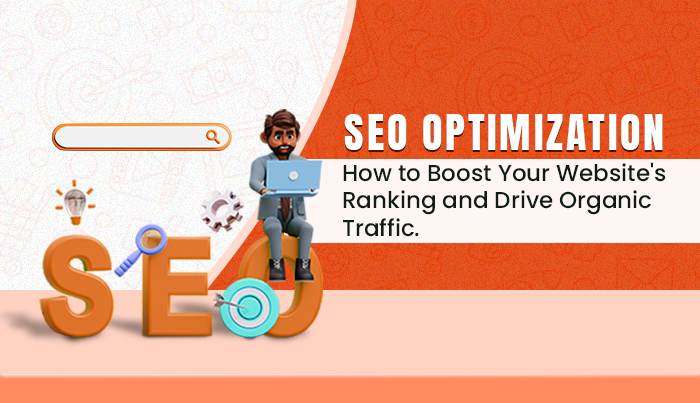 SEO OPTIMIZATION
How to Boost Your Website's
Ranking and Drive Organic
Traffic.
SEO